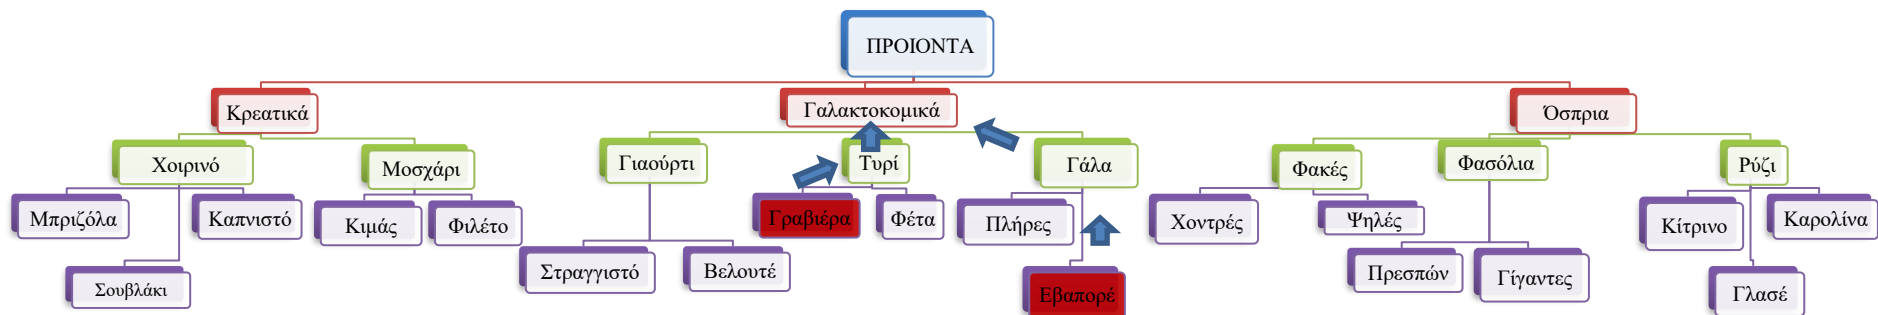 ΠΡΟΙΟΝΤΑ
Κρεατικά
Γαλακτοκομικά
Όσπρια
Χοιρινό
Μοσχάρι
Γιαούρτι
Τυρί
Γάλα
Φακές
Φασόλια
Ρύζι
Μπριζόλα
Καπνιστό
Κιμάς
Φιλέτο
Γραβιέρα
Φέτα
Πλήρες
Χοντρές
Ψηλές
Κίτρινο
Καρολίνα
Σουβλάκι
Στραγγιστό
Βελουτέ
Εβαπορέ
Πρεσπών
Γίγαντες
Γλασέ